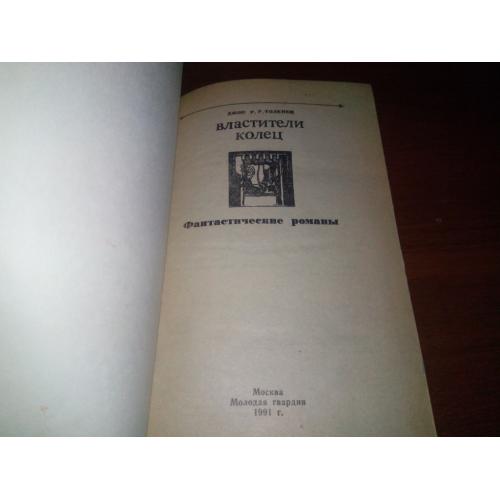 ДЖОН Р. Р. ТОЛКИЕН
ВЛАСТИТЕЛИ
КОЛЕЦ
Фантастические романы
Москва
Молодая гвардия
1991 г.